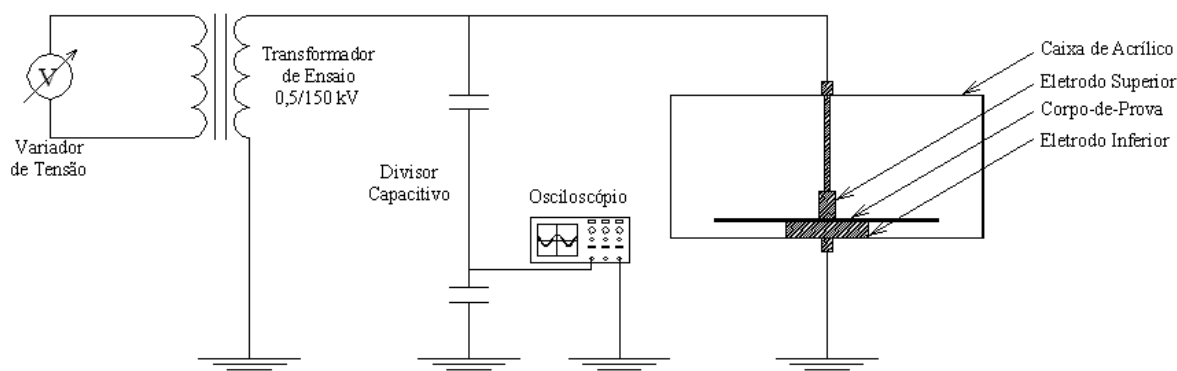 V
Variador
de Tensão
Transformador
de Ensaio
0,5/150 kV
Divisor
Capacitivo
Osciloscópio
Caixa de Acrílico
Eletrodo Superior
Corpo-de-Prova
Eletrodo Inferior